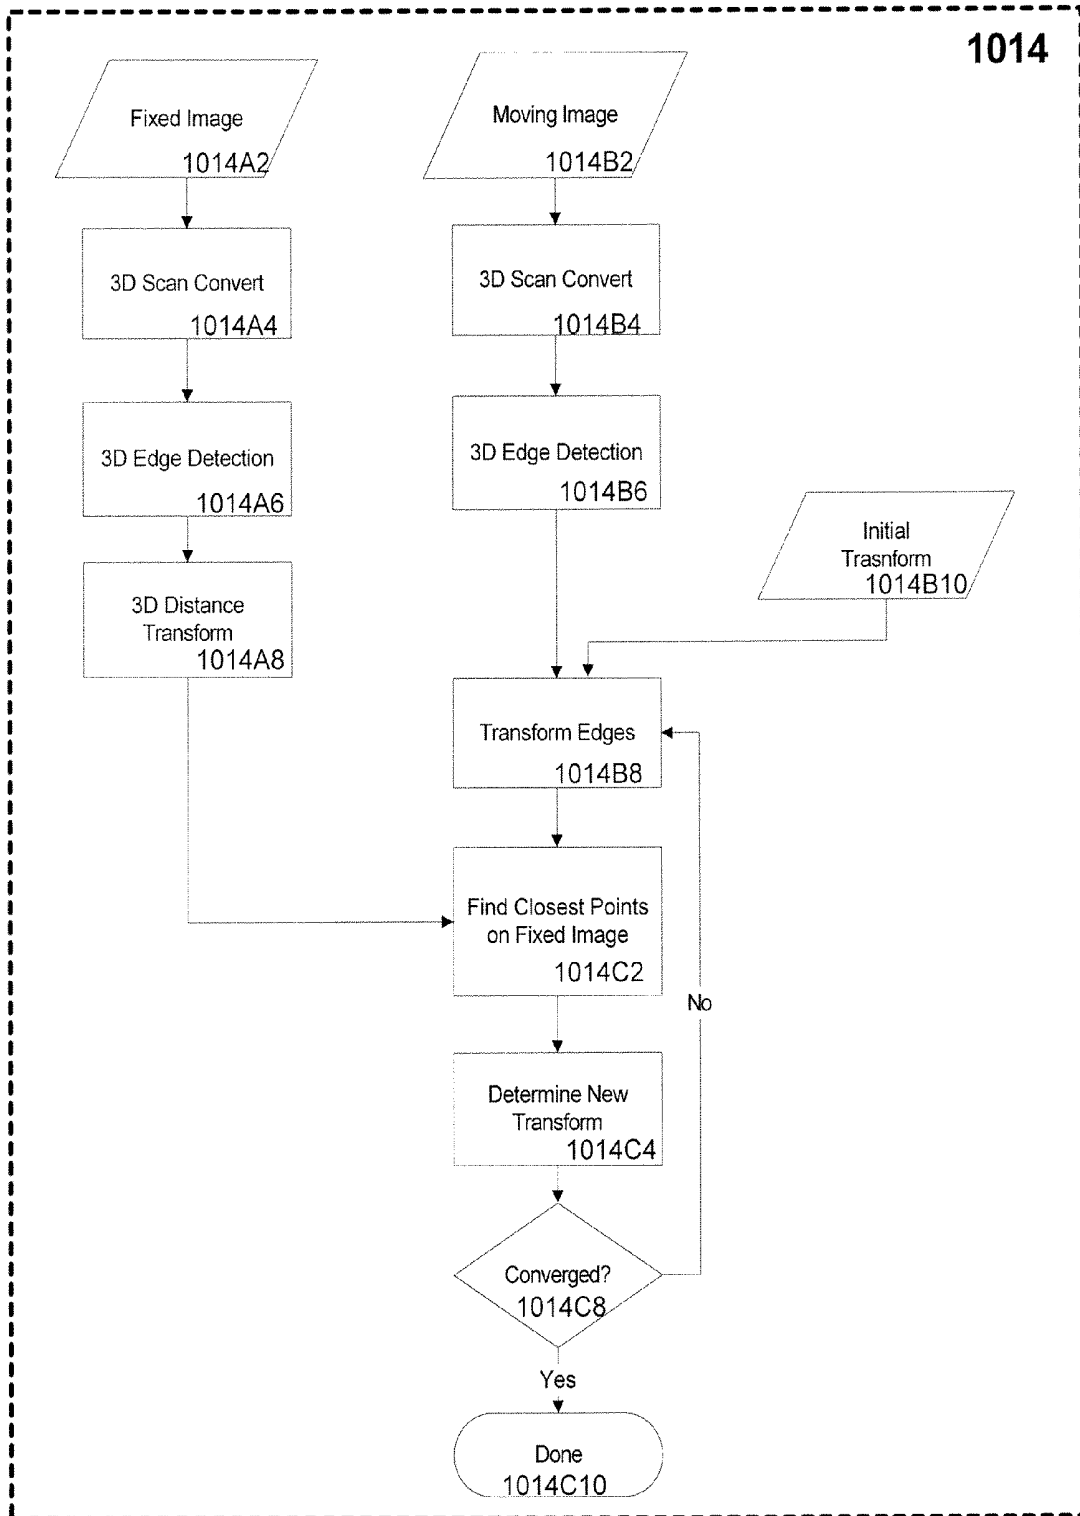 1014
Fixed Image
1014A2
Moving Image
1014B2
3D Scan Convert
1014A4
3D Scan Convert
1014B4
3D Edge Detection
1014A6
3D Edge Detection
1014B6
Initial
Trasnform
1014B10
3D Distance
Transform
1014A8
Transform Edges
1014B8
Find Closest Points
on Fixed Image
1014C2
No
Determine New
Transform
1014C4
Converged?
1014C8
Yes
Done
1014C10